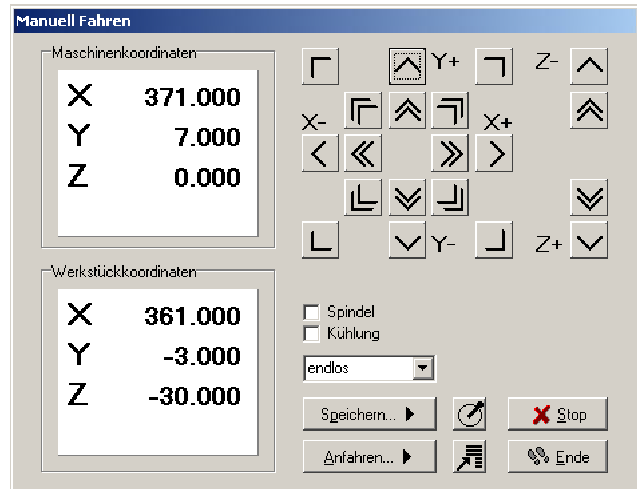 Manuell Fahren
Maschinenkoordinaten
X 371.000
Y 7.000
Z 0.000
Y+
Z-
X-
X+
Y-
Z+
Werkstückkoordinaten
X 361.000
Y -3.000
Z -30.000
Spindel
Kühlung
endlos
Speichern...
Stop
Anfahren...
Ende